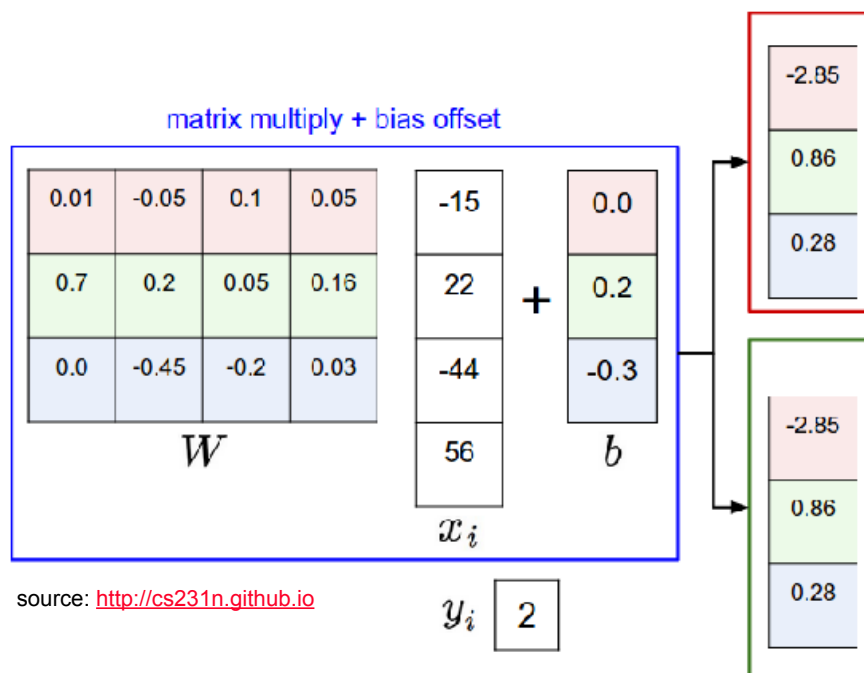 matrix multiply + bias offset
0.01 -0.05 0.1 0.05
0.7 0.2 0.05 0.16
0.0 -0.45 -0.2 0.03
W
-15
22
-44
56
x_i
+
0.0
0.2
-0.3
b
-2.85
0.86
0.28
-2.85
0.86
0.28
source: http://cs231n.github.io
y_i 2